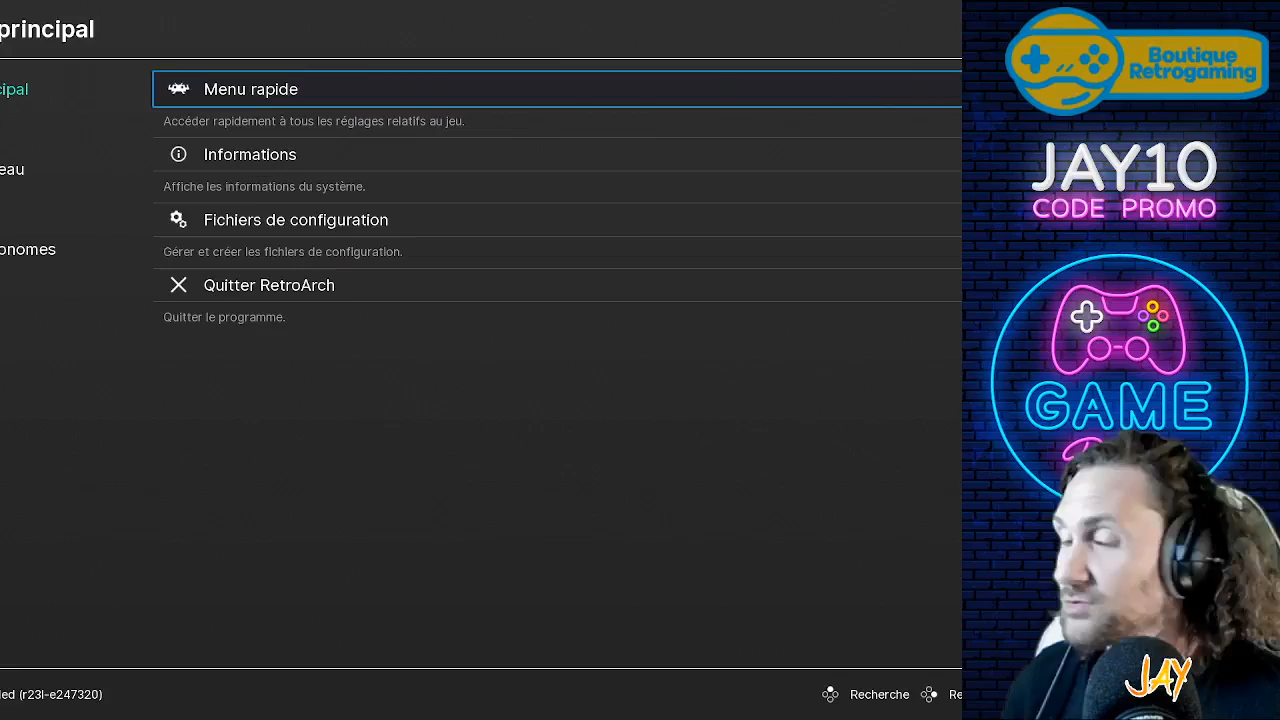 principal
cipal
eau
onomes
Menu rapide
Accéder rapidement à tous les réglages relatifs au jeu.
Informations
Affiche les informations du système.
Fichiers de configuration
Gérer et créer les fichiers de configuration.
Quitter RetroArch
Quitter le programme.
led (r23l-e247320)
Recherche
Re
Boutique
Retrogaming
JAY10
CODE PROMO
GAME
JAY